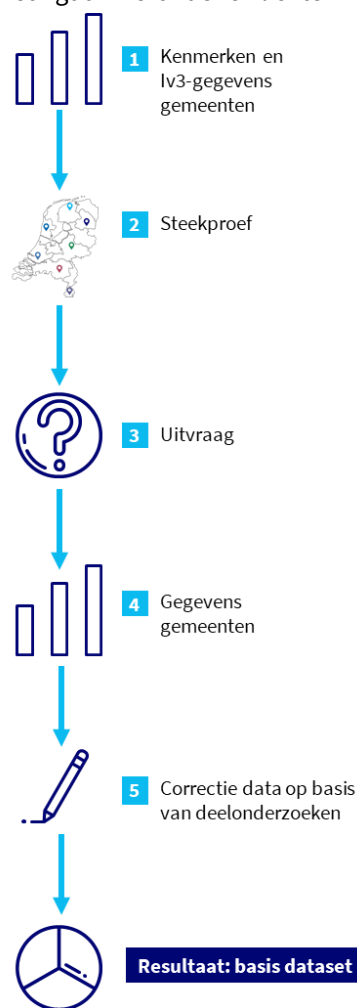 1 Kenmerken en
Iv3-gegevens
gemeenten
2 Steekproef
3 Uitvraag
4 Gegevens
gemeenten
5 Correctie data op basis
van deelonderzoeken
Resultaat: basis dataset